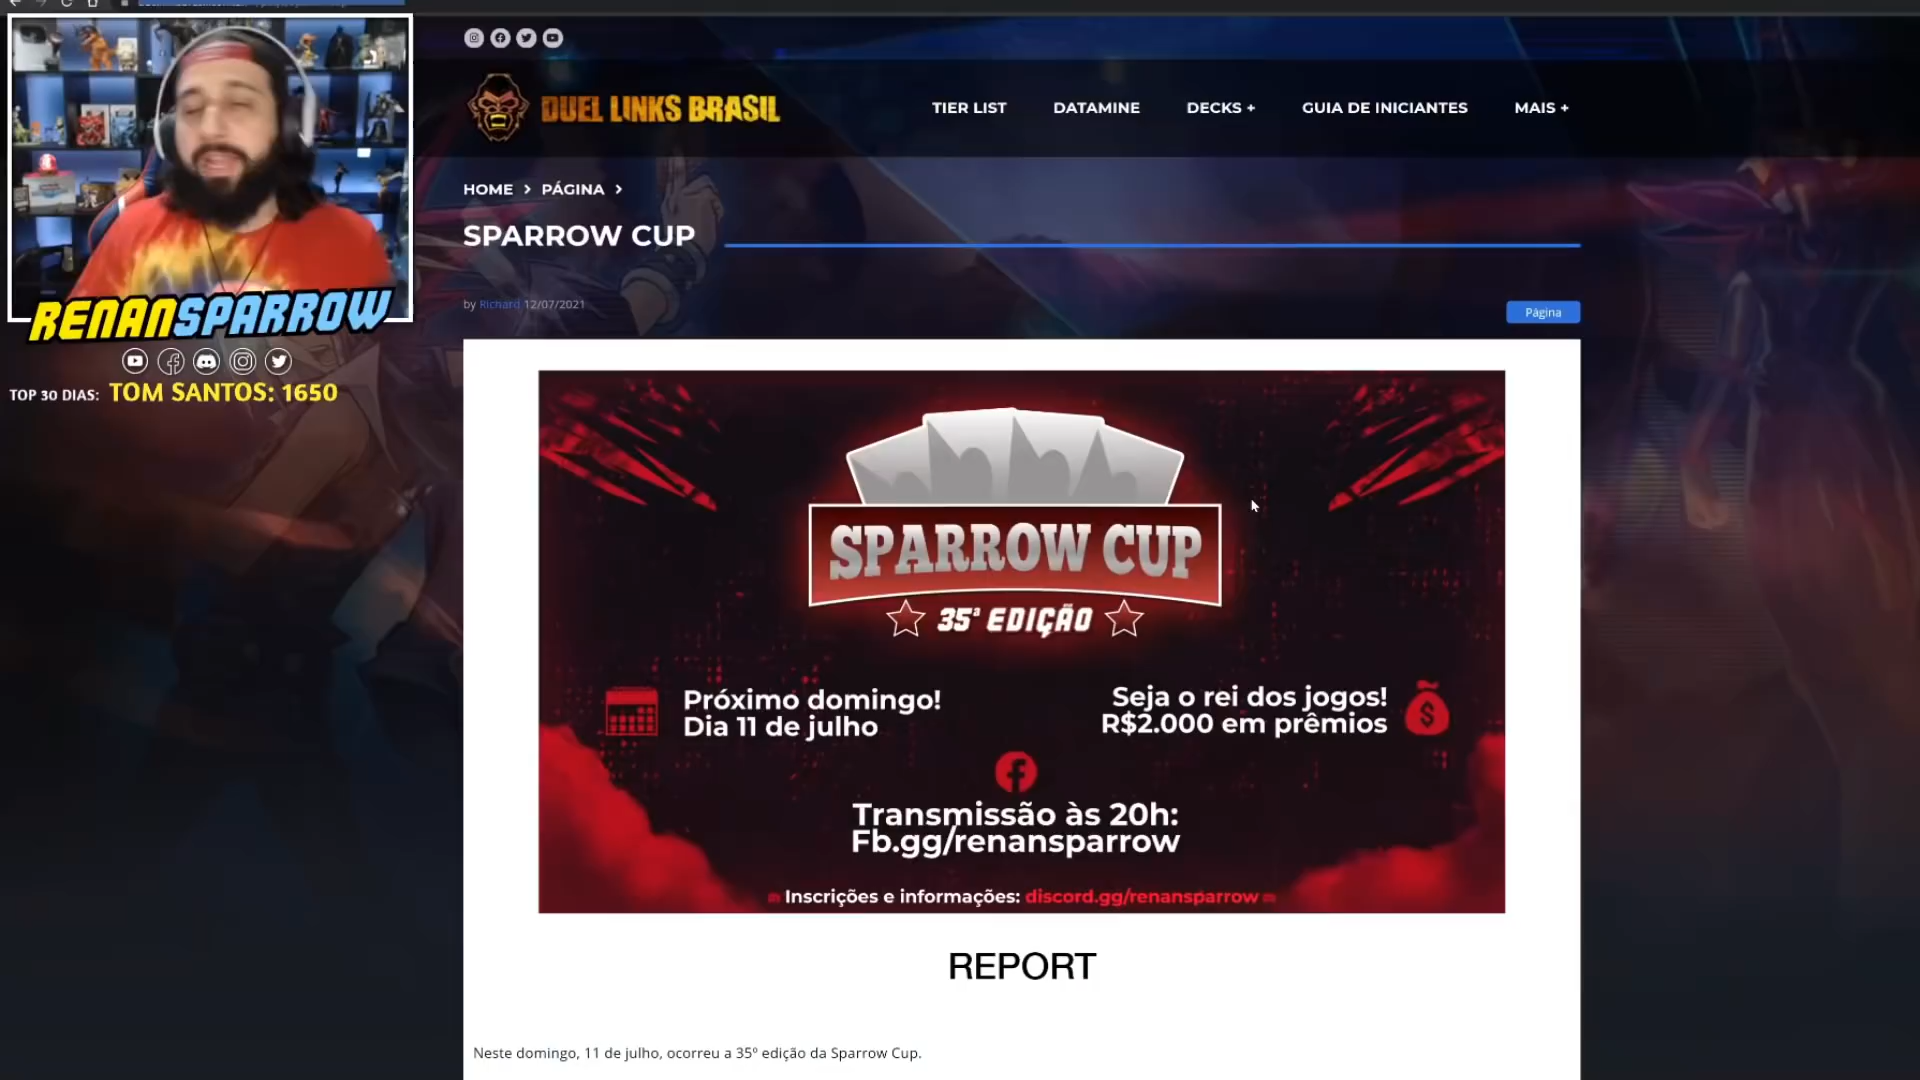 RENANSPARROW
TOP 30 DIAS: TOM SANTOS: 1650
DUEL LINKS BRASIL
TIER LIST
DATAMINE
DECKS +
GUIA DE INICIANTES
MAIS +
HOME > PÁGINA >
SPARROW CUP
by Richard 12/07/2021
Página
SPARROW CUP
35ª EDIÇÃO
Próximo domingo!
Dia 11 de julho
Seja o rei dos jogos!
R$2.000 em prêmios
Transmissão às 20h:
Fb.gg/renansparrow
Inscrições e informações: discord.gg/renansparrow
REPORT
Neste domingo, 11 de julho, ocorreu a 35º edição da Sparrow Cup.